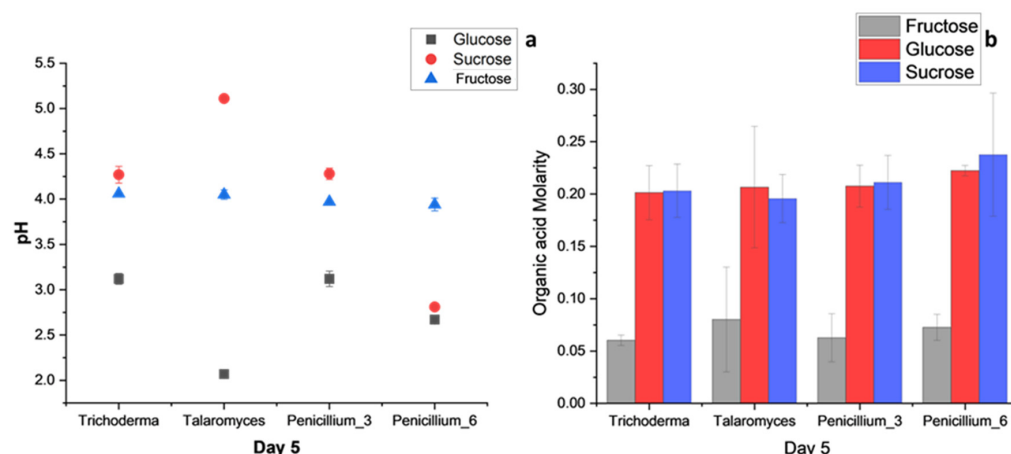 Glucose
Sucrose
Fructose
a
5.5
5.0
4.5
4.0
3.5
3.0
2.5
2.0
pH
Trichoderma Talaromyces Penicillium_3 Penicillium_6
Day 5
Fructose
Glucose
Sucrose
b
0.30
0.25
0.20
0.15
0.10
0.05
0.00
Organic acid Molarity
Trichoderma Talaromyces Penicillium_3 Penicillium_6
Day 5